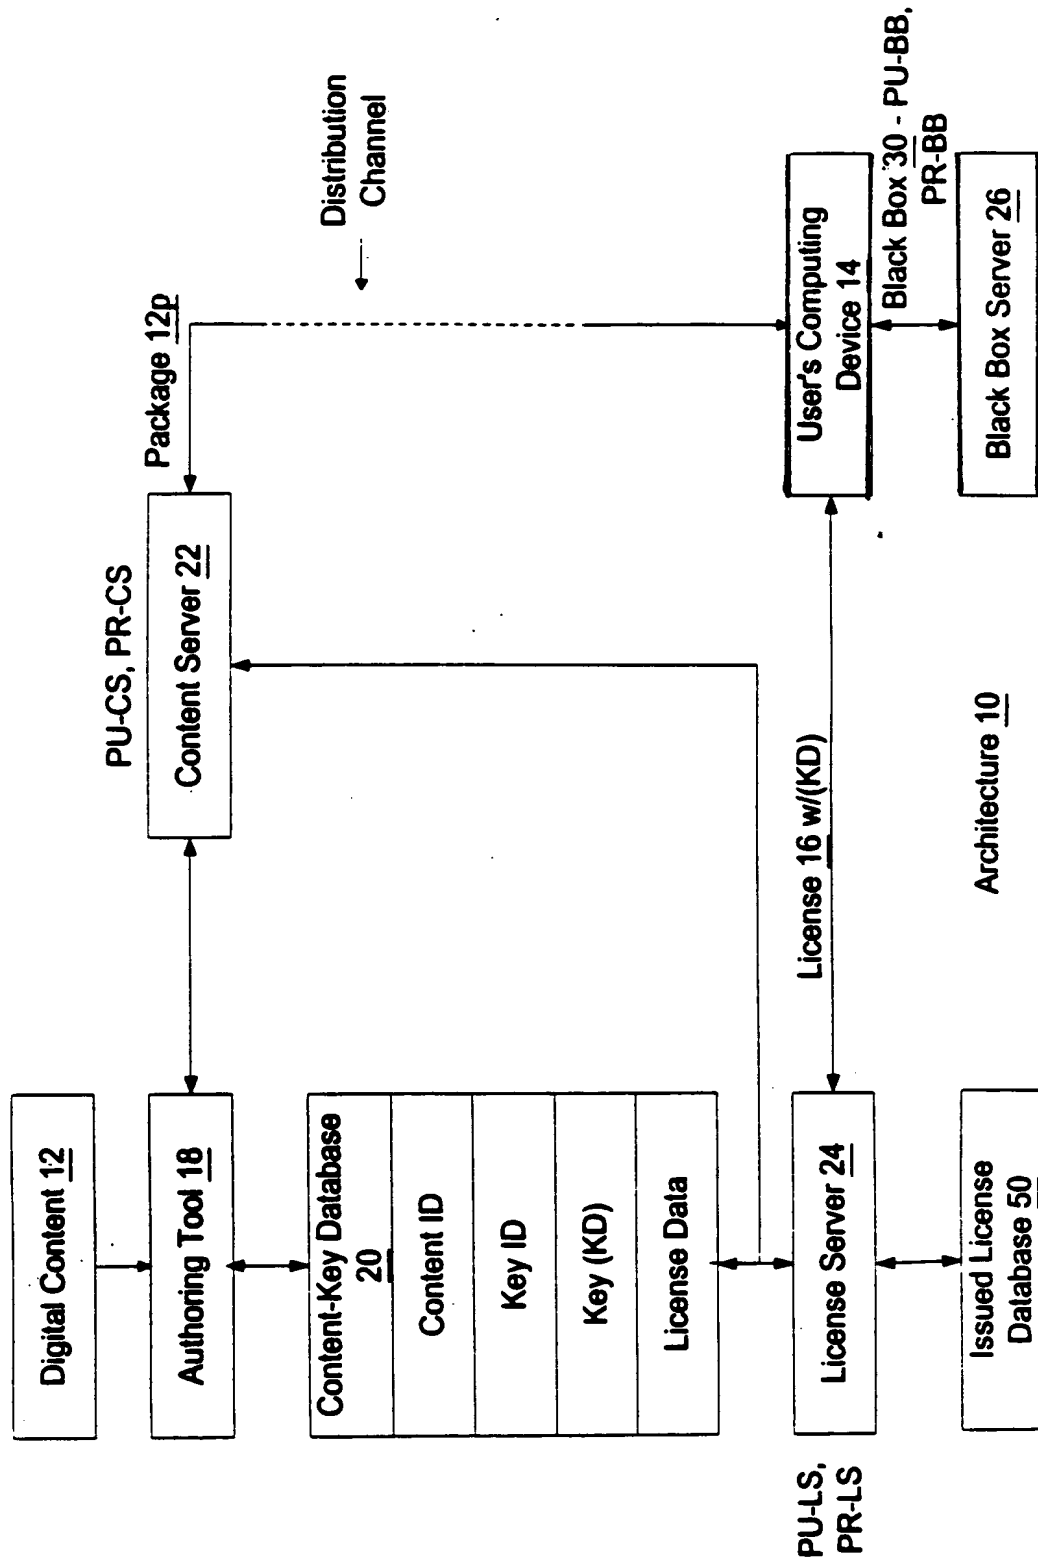 Digital Content 12
Authoring Tool 18
Content-Key Database
20
Content ID
Key ID
Key (KD)
License Data
PU-LS,
PR-LS
License Server 24
Issued License
Database 50
PU-CS, PR-CS
Content Server 22
Package 12p
Distribution
Channel
License 16 w/(KD)
User's Computing
Device 14
Black Box 30 - PU-BB,
PR-BB
Black Box Server 26
Architecture 10